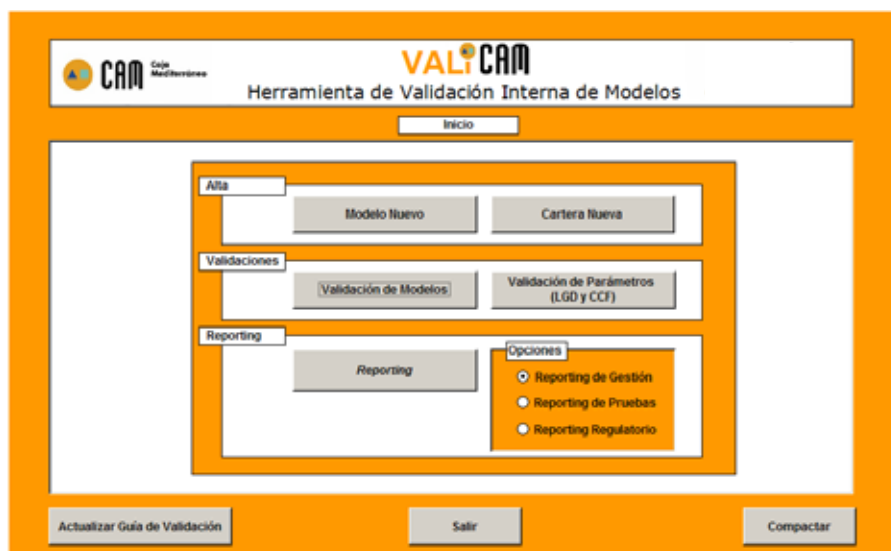 CAM Caja Mediterráneo
VALiCAM
Herramienta de Validación Interna de Modelos
Inicio
Alta
Modelo Nuevo
Cartera Nueva
Validaciones
Validación de Modelos
Validación de Parámetros
(LGD y CCF)
Reporting
Reporting
Opciones
Reporting de Gestión
Reporting de Pruebas
Reporting Regulatorio
Actualizar Guía de Validación
Salir
Compactar